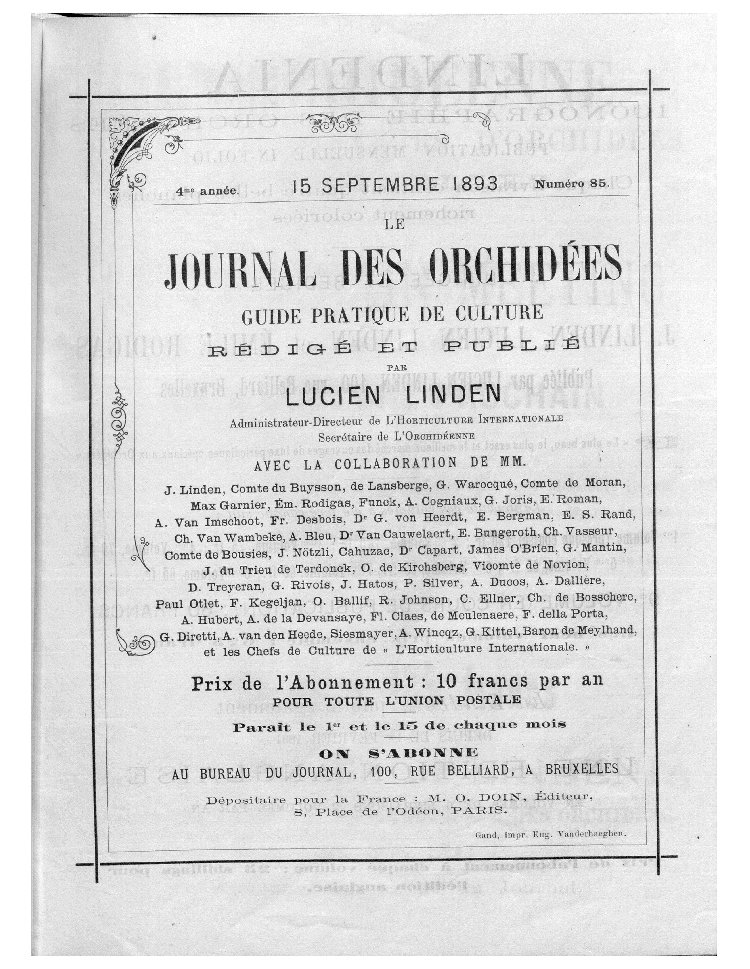 4me année. 15 SEPTEMBRE 1893 Numéro 85.
LE
JOURNAL DES ORCHIDÉES
GUIDE PRATIQUE DE CULTURE
RÉDIGÉ ET PUBLIÉ
PAR
LUCIEN LINDEN
Administrateur-Directeur de L'HORTICULTURE INTERNATIONALE
Secrétaire de L'ORCHIDÉENNE
AVEC LA COLLABORATION DE MM.
J. Linden, Comte du Buysson, de Lansberge, G. Warocqué, Comte de Moran,
Max Garnier, Ém. Rodigas, Funck, A. Cogniaux, G. Joris, E. Roman,
A. Van Imschoot, Fr. Desbois, Dr G. von Heerdt, E. Bergman, E. S. Rand,
Ch. Van Wambeke, A. Bleu, Dr Van Cauwelaert, E. Bungeroth, Ch. Vasseur,
Comte de Bousies, J. Nötzli, Cahuzac, Dr Capart, James O'Brien, G. Mantin,
J. du Trieu de Terdonck, O. de Kirchsberg, Vicomte de Novion,
D. Treyeran, G. Rivois, J. Hatos, P. Silver, A. Ducos, A. Dallière,
Paul Otlet, F. Kegeljan, O. Ballif, R. Johnson, C. Ellner, Ch. de Bosschere,
A. Hubert, A. de la Devansaye, Fl. Claes, de Meulenaere, F. della Porta,
G. Diretti, A. van den Heede, Siesmayer, A. Wincqz, G. Kittel, Baron de Meylhand,
et les Chefs de Culture de « L'Horticulture Internationale. »
Prix de l'Abonnement : 10 francs par an
POUR TOUTE L'UNION POSTALE
Paraît le 1er et le 15 de chaque mois
ON S'ABONNE
AU BUREAU DU JOURNAL, 100, RUE BELLIARD, A BRUXELLES
Dépositaire pour la France : M. O. DOIN, Éditeur,
8, Place de l'Odéon, PARIS.
Gand, impr. Eug. Vanderhaeghen.